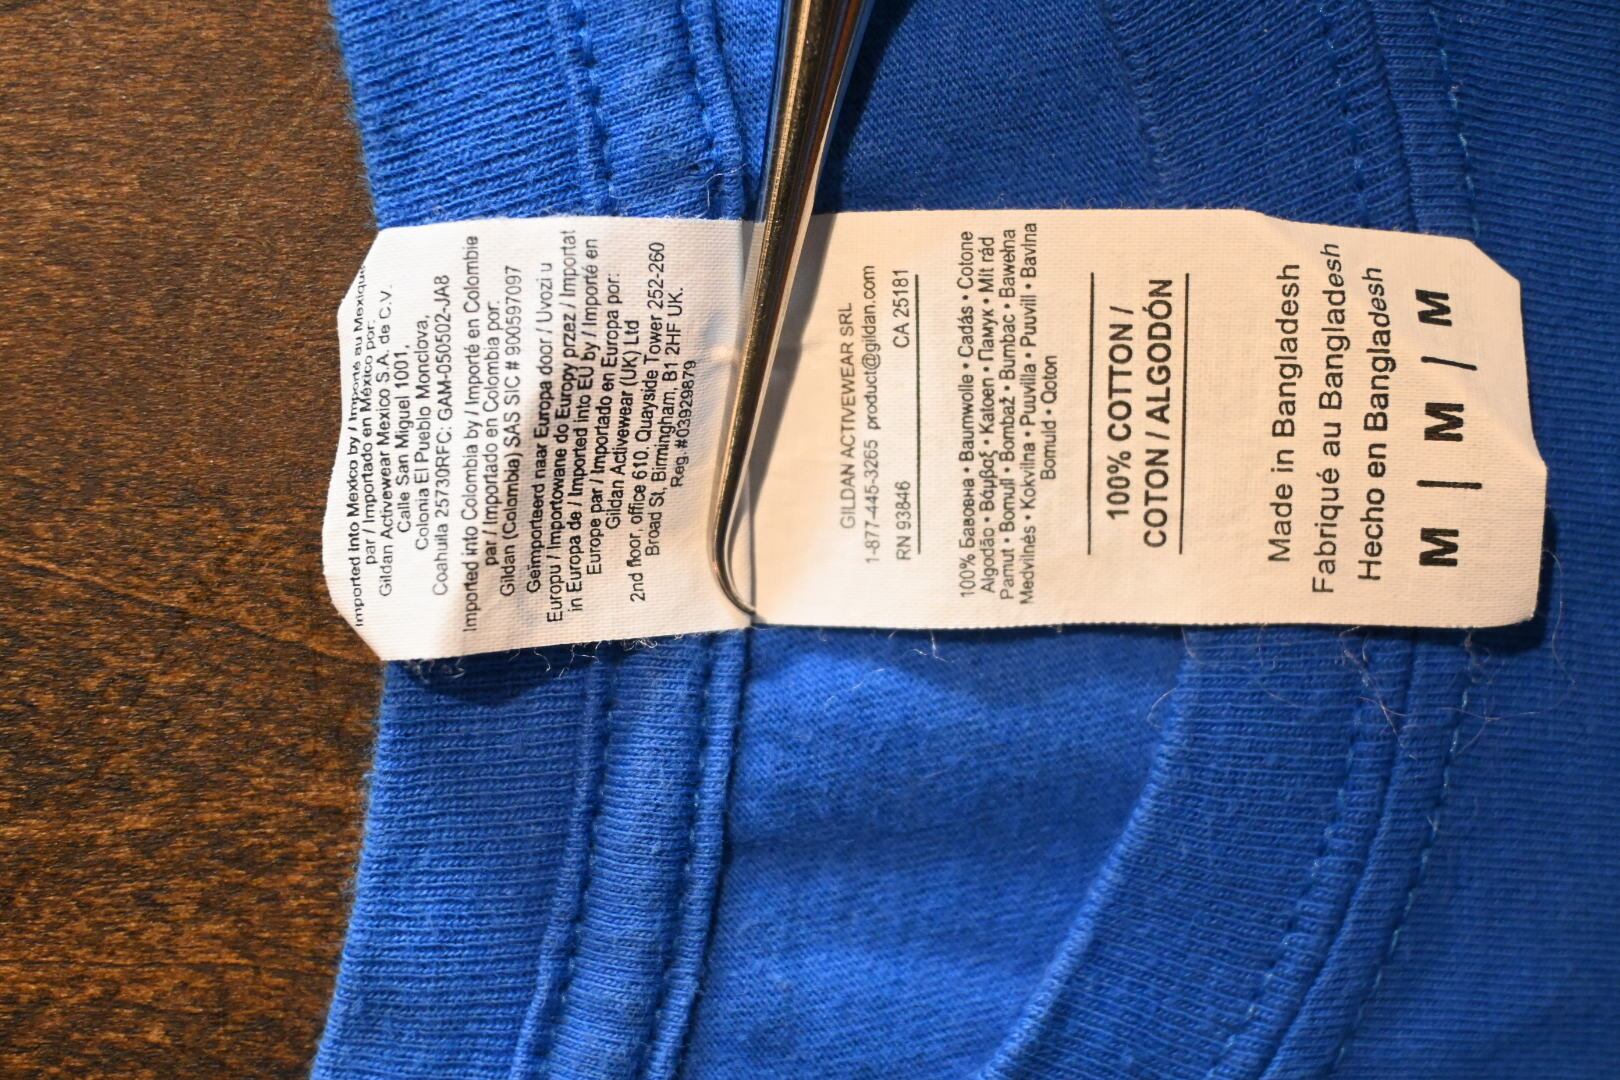 Imported into Mexico by / Importé au Mexique
par / Importado en México por:
Gildan Activewear Mexico S.A. de C.V.
Calle San Miguel 1001,
Colonia El Pueblo Monclova,
Coahuila 25730RFC: GAM-050502-JA8
Imported into Colombia by / Importé en Colombie
par / Importado en Colombia por:
Gildan (Colombia) SAS SIC # 900597097
Geïmporteerd naar Europa door / Uvozi u
Europu / Importowane do Europy przez / Importat
in Europa de / Imported into EU by / Importé en
Europe par / Importado en Europa por:
Gildan Activewear (UK) Ltd
2nd floor, office 610, Quayside Tower 252-260
Broad St, Birmingham, B1 2HF UK.
Reg.#03929879
GILDAN ACTIVEWEAR SRL
1-877-445-3265 product@gildan.com
RN 93846 CA 25181
100% Бавовна • Baumwolle • Cadás • Cotone
Algodão • Βάμβαξ • Katoen • Памук • Mit rád
Pamut • Bomull • Bombaž • Bumbac • Bawełna
Medvilnės • Kokvilna • Puuvilla • Puuvill • Bavlna
Bomuld • Qoton
100% COTTON /
COTON / ALGODÓN
Made in Bangladesh
Fabriqué au Bangladesh
Hecho en Bangladesh
M | M | M